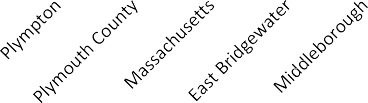 Plympton
Plymouth County
Massachusetts
East Bridgewater
Middleborough